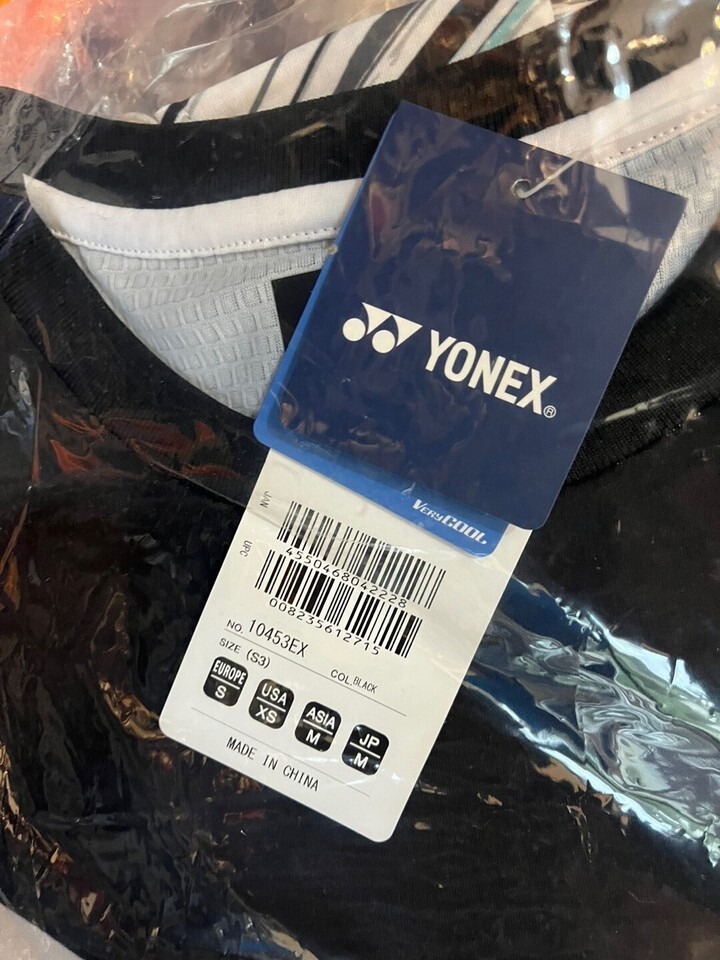 YONEX®
VERYCOOL
JAN
4550468042228
UPC
008235612715
NO. 10453EX
SIZE (S3) COL. BLACK
EUROPE S USA XS ASIA M JP M
MADE IN CHINA